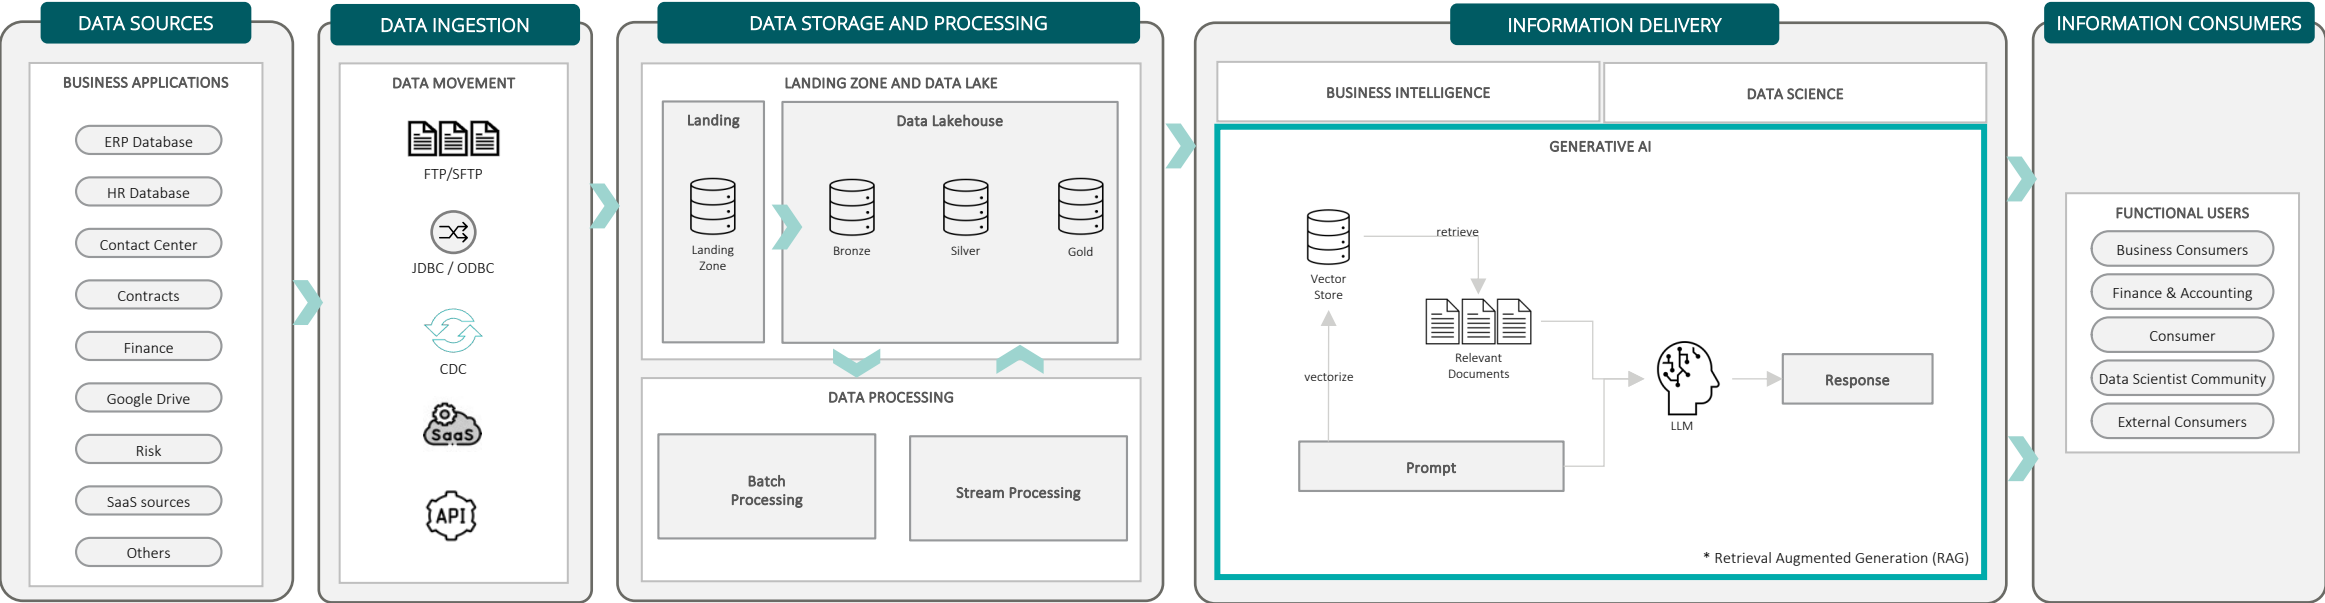 DATA SOURCES
BUSINESS APPLICATIONS
ERP Database
HR Database
Contact Center
Contracts
Finance
Google Drive
Risk
SaaS sources
Others
DATA INGESTION
DATA MOVEMENT
FTP/SFTP
JDBC / ODBC
CDC
SaaS
API
DATA STORAGE AND PROCESSING
LANDING ZONE AND DATA LAKE
Landing
Landing
Zone
Data Lakehouse
Bronze
Silver
Gold
DATA PROCESSING
Batch
Processing
Stream Processing
INFORMATION DELIVERY
BUSINESS INTELLIGENCE
DATA SCIENCE
GENERATIVE AI
Vector
Store
retrieve
Relevant
Documents
vectorize
Prompt
LLM
Response
* Retrieval Augmented Generation (RAG)
INFORMATION CONSUMERS
FUNCTIONAL USERS
Business Consumers
Finance & Accounting
Consumer
Data Scientist Community
External Consumers